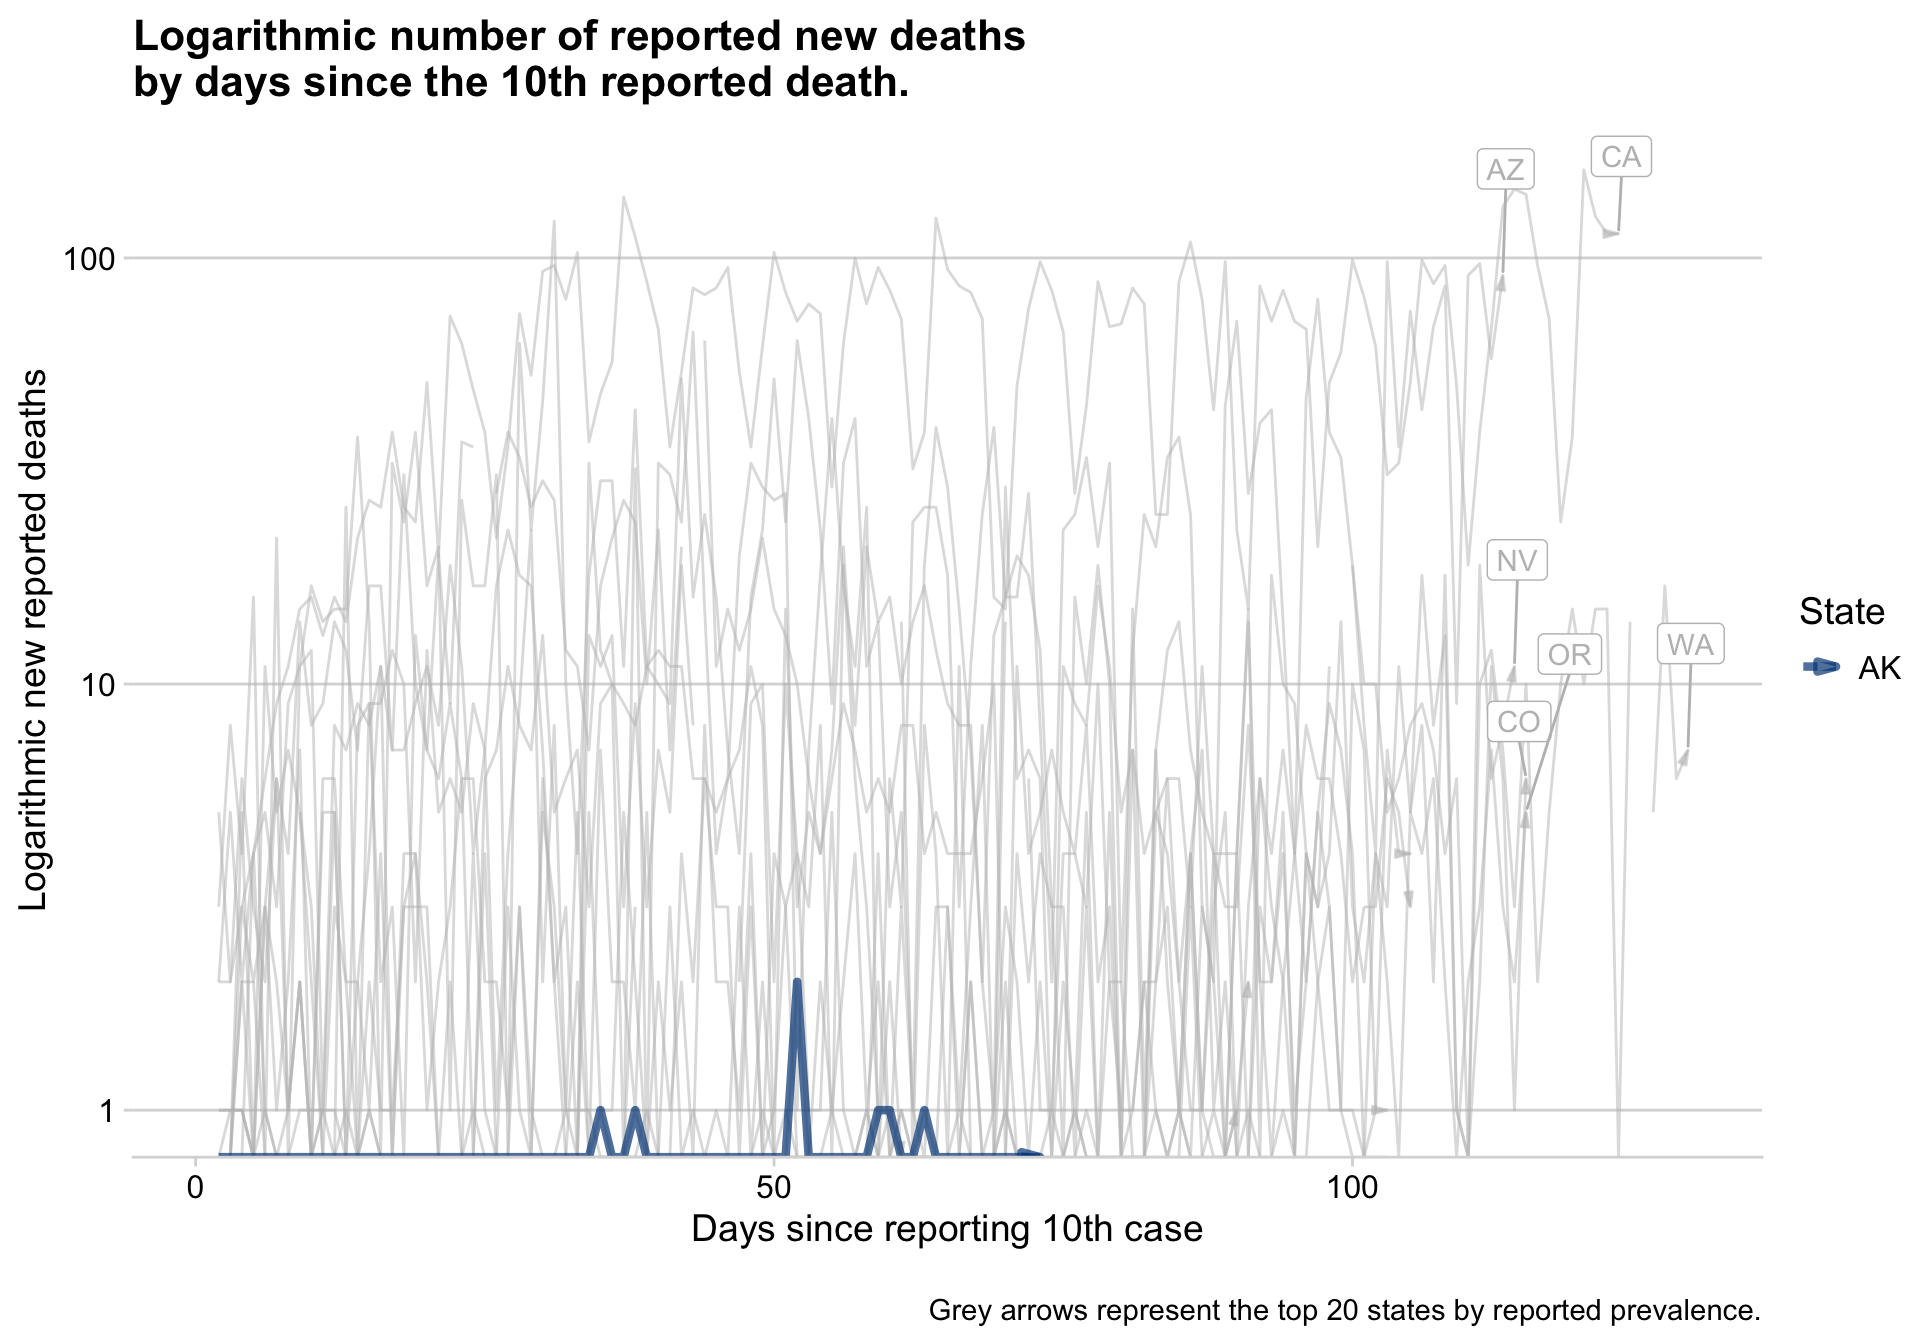 Logarithmic number of reported new deaths
by days since the 10th reported death.
AZ
CA
100
NV
OR
WA
10
CO
1
0
50
100
Logarithmic new reported deaths
Days since reporting 10th case
State
AK
Grey arrows represent the top 20 states by reported prevalence.